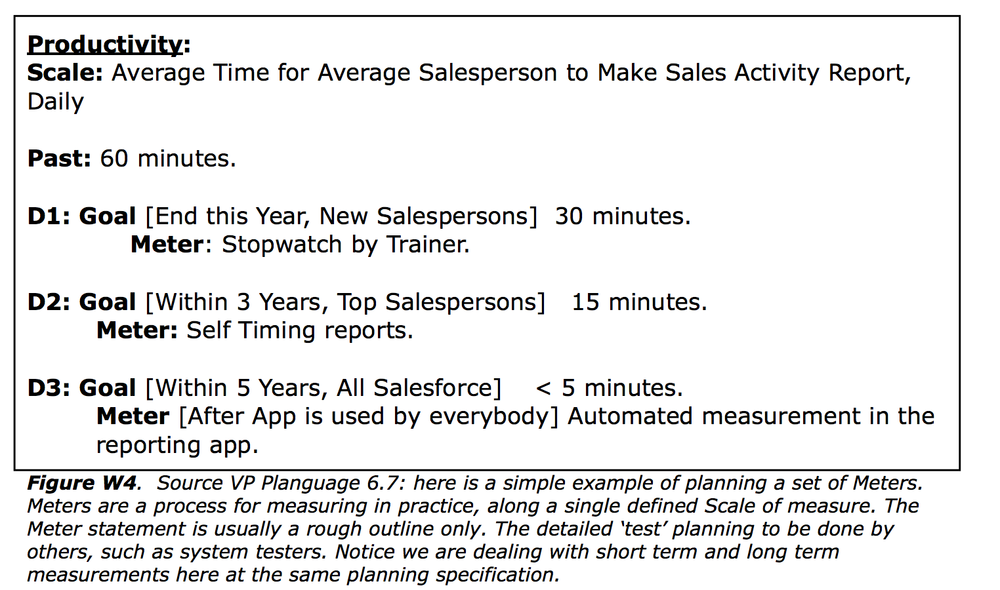 Productivity:
Scale: Average Time for Average Salesperson to Make Sales Activity Report,
Daily
Past: 60 minutes.
D1: Goal [End this Year, New Salespersons] 30 minutes.
Meter: Stopwatch by Trainer.
D2: Goal [Within 3 Years, Top Salespersons] 15 minutes.
Meter: Self Timing reports.
D3: Goal [Within 5 Years, All Salesforce] < 5 minutes.
Meter [After App is used by everybody] Automated measurement in the
reporting app.
Figure W4. Source VP Planguage 6.7: here is a simple example of planning a set of Meters.
Meters are a process for measuring in practice, along a single defined Scale of measure. The
Meter statement is usually a rough outline only. The detailed ‘test’ planning to be done by
others, such as system testers. Notice we are dealing with short term and long term
measurements here at the same planning specification.